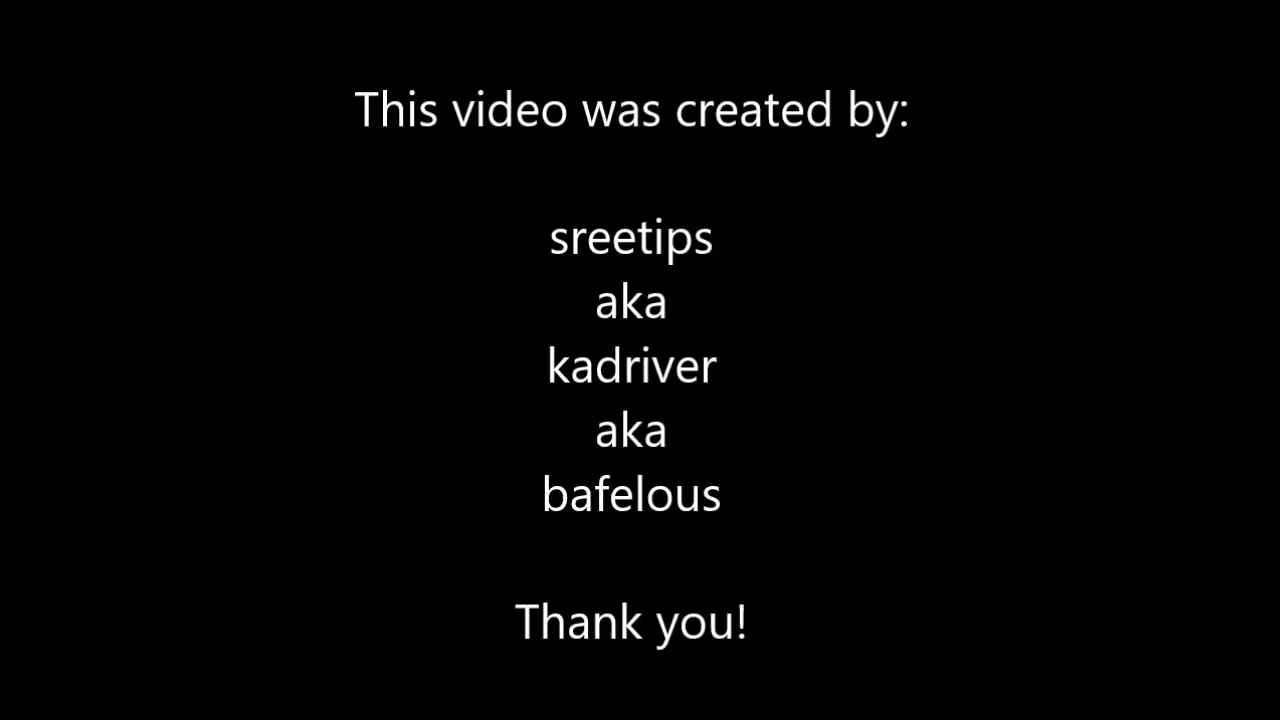 This video was created by:
sreetips
aka
kadriver
aka
bafelous
Thank you!